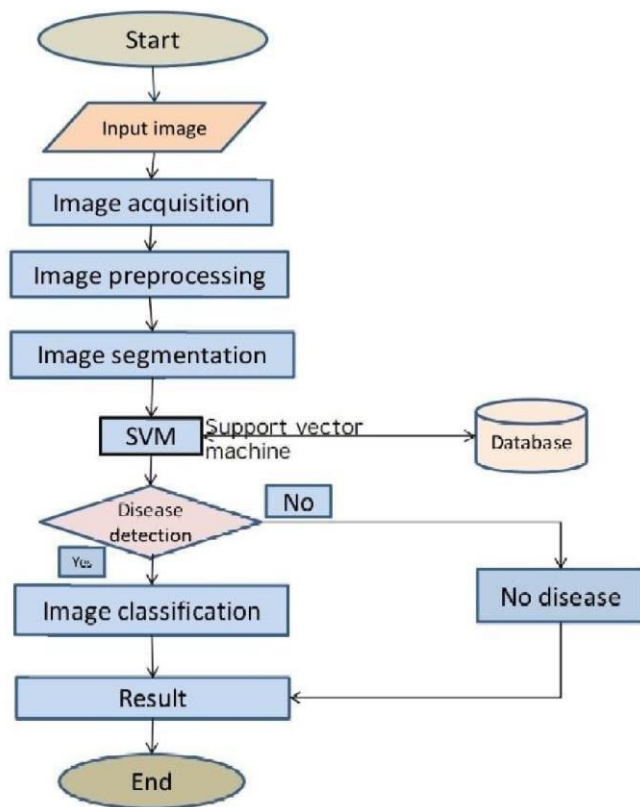 Start
Input image
Image acquisition
Image preprocessing
Image segmentation
SVM
Support vector
machine
Database
Disease
detection
No
Yes
Image classification
No disease
Result
End